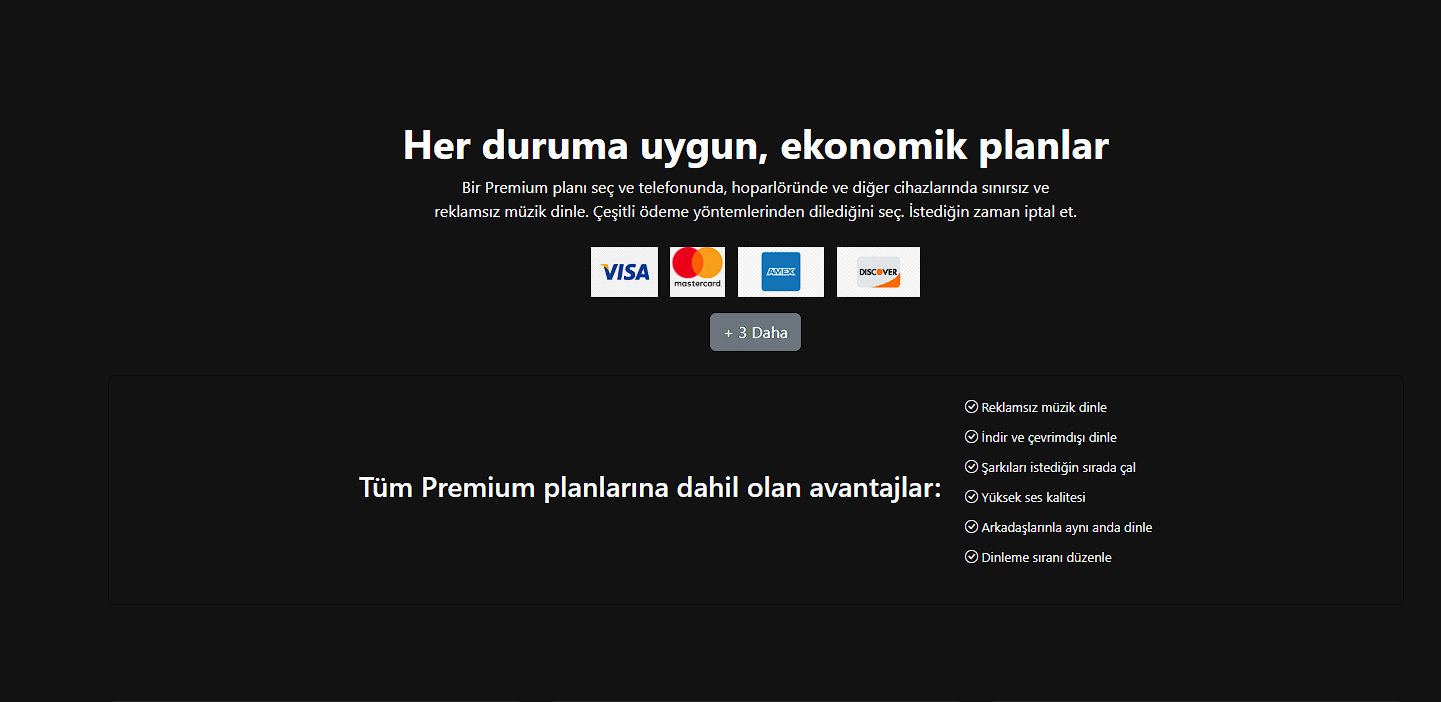 Her duruma uygun, ekonomik planlar
Bir Premium planı seç ve telefonunda, hoparlöründe ve diğer cihazlarında sınırsız ve
reklamsız müzik dinle. Çeşitli ödeme yöntemlerinden dilediğini seç. İstediğin zaman iptal et.
VISA mastercard. AMEX DISCOVER
+ 3 Daha
Tüm Premium planlarına dahil olan avantajlar:
Reklamsız müzik dinle
İndir ve çevrimdışı dinle
Şarkıları istediğin sırada çal
Yüksek ses kalitesi
Arkadaşlarınla aynı anda dinle
Dinleme sıranı düzenle